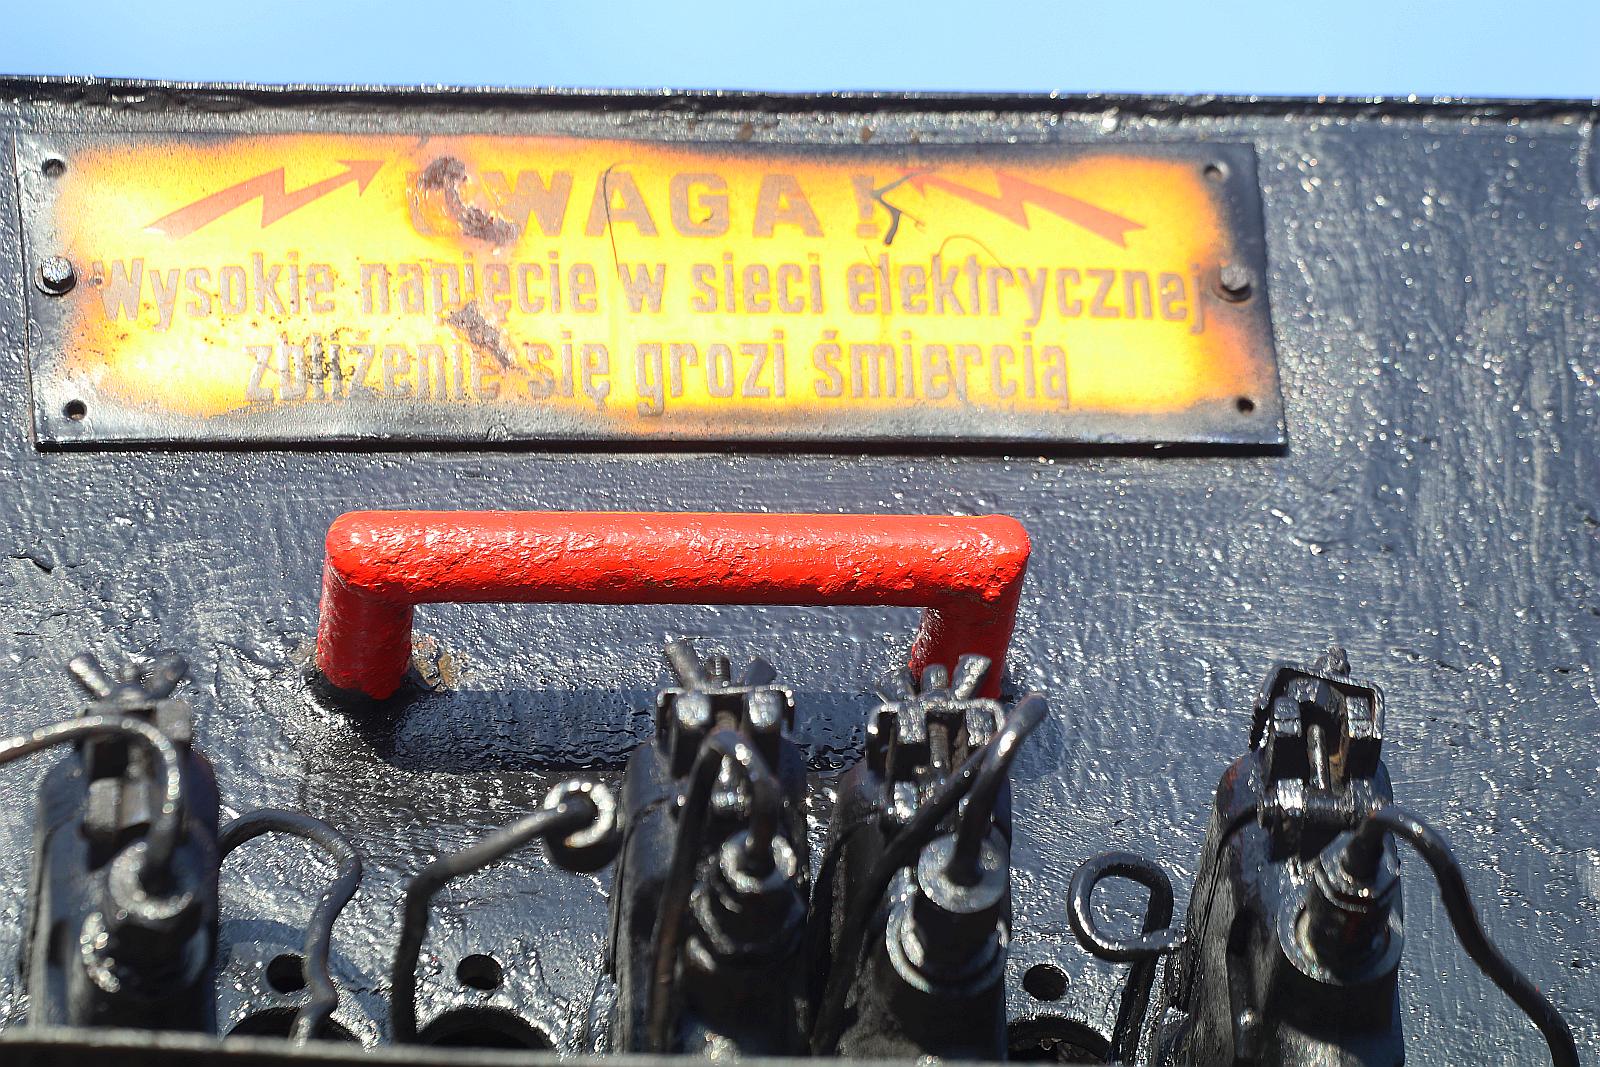 UWAGA!
Wysokie napięcie w sieci elektrycznej
zbliżenie się grozi śmiercią